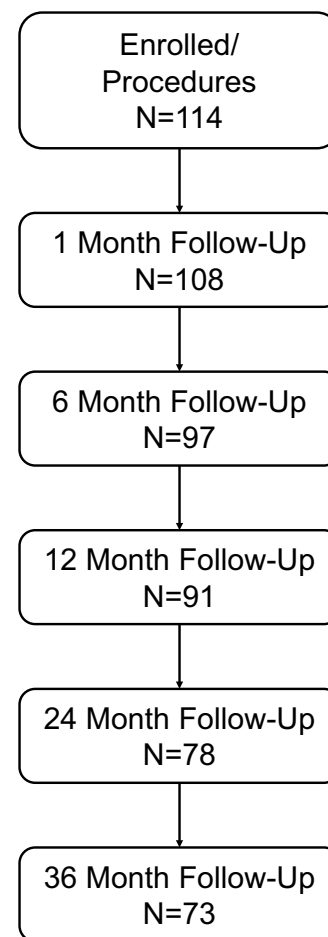 Enrolled/
Procedures
N=114
1 Month Follow-Up
N=108
6 Month Follow-Up
N=97
12 Month Follow-Up
N=91
24 Month Follow-Up
N=78
36 Month Follow-Up
N=73